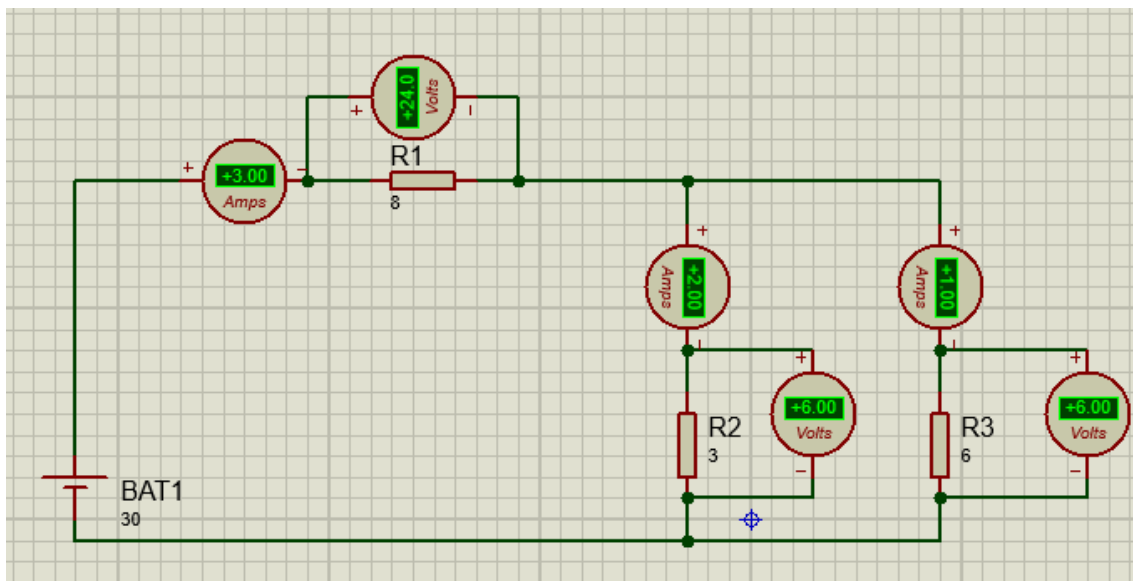 +24.0
Volts
R1
8
+3.00
Amps
+2.00
Amps
+1.00
Amps
R2
3
+6.00
Volts
R3
6
+6.00
Volts
BAT1
30